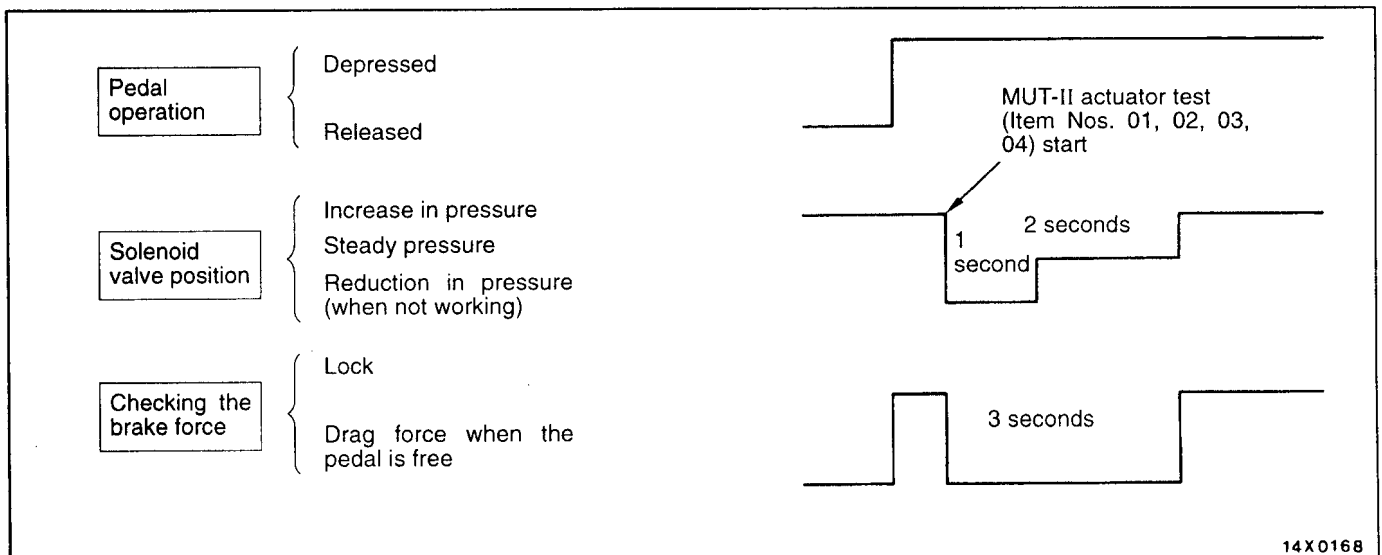 Pedal
operation
Depressed
Released
MUT-II actuator test
(Item Nos. 01, 02, 03,
04) start
Solenoid
valve position
Increase in pressure
Steady pressure
Reduction in pressure
(when not working)
1
second
2 seconds
Checking the
brake force
Lock
Drag force when the
pedal is free
3 seconds
14X0168